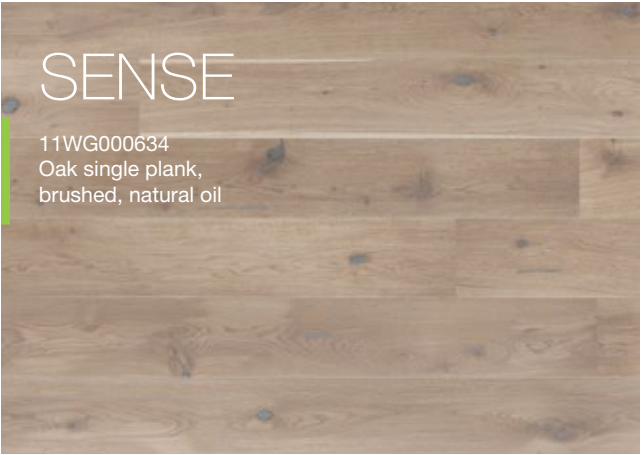 SENSE
11WG000634
Oak single plank,
brushed, natural oil